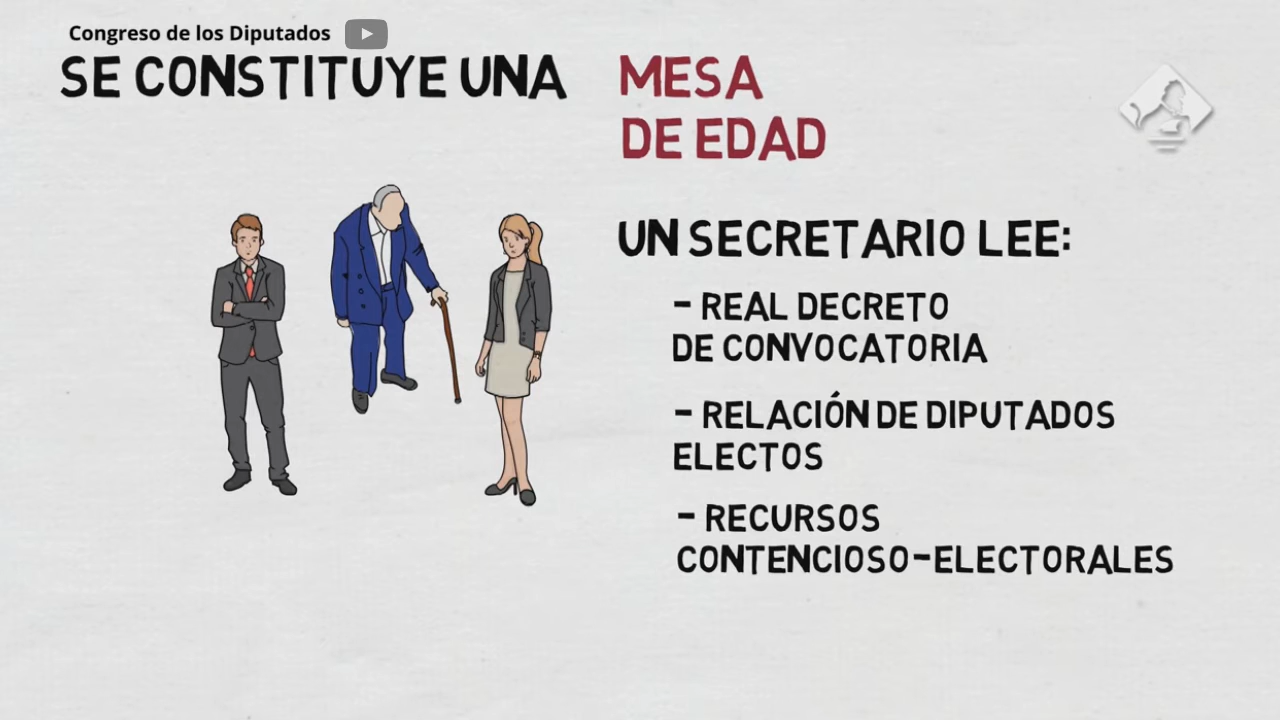 Congreso de los Diputados
SE CONSTITUYE UNA MESA
DE EDAD
UN SECRETARIO LEE:
- REAL DECRETO
DE CONVOCATORIA
- RELACIÓN DE DIPUTADOS
ELECTOS
- RECURSOS
CONTENCIOSO-ELECTORALES